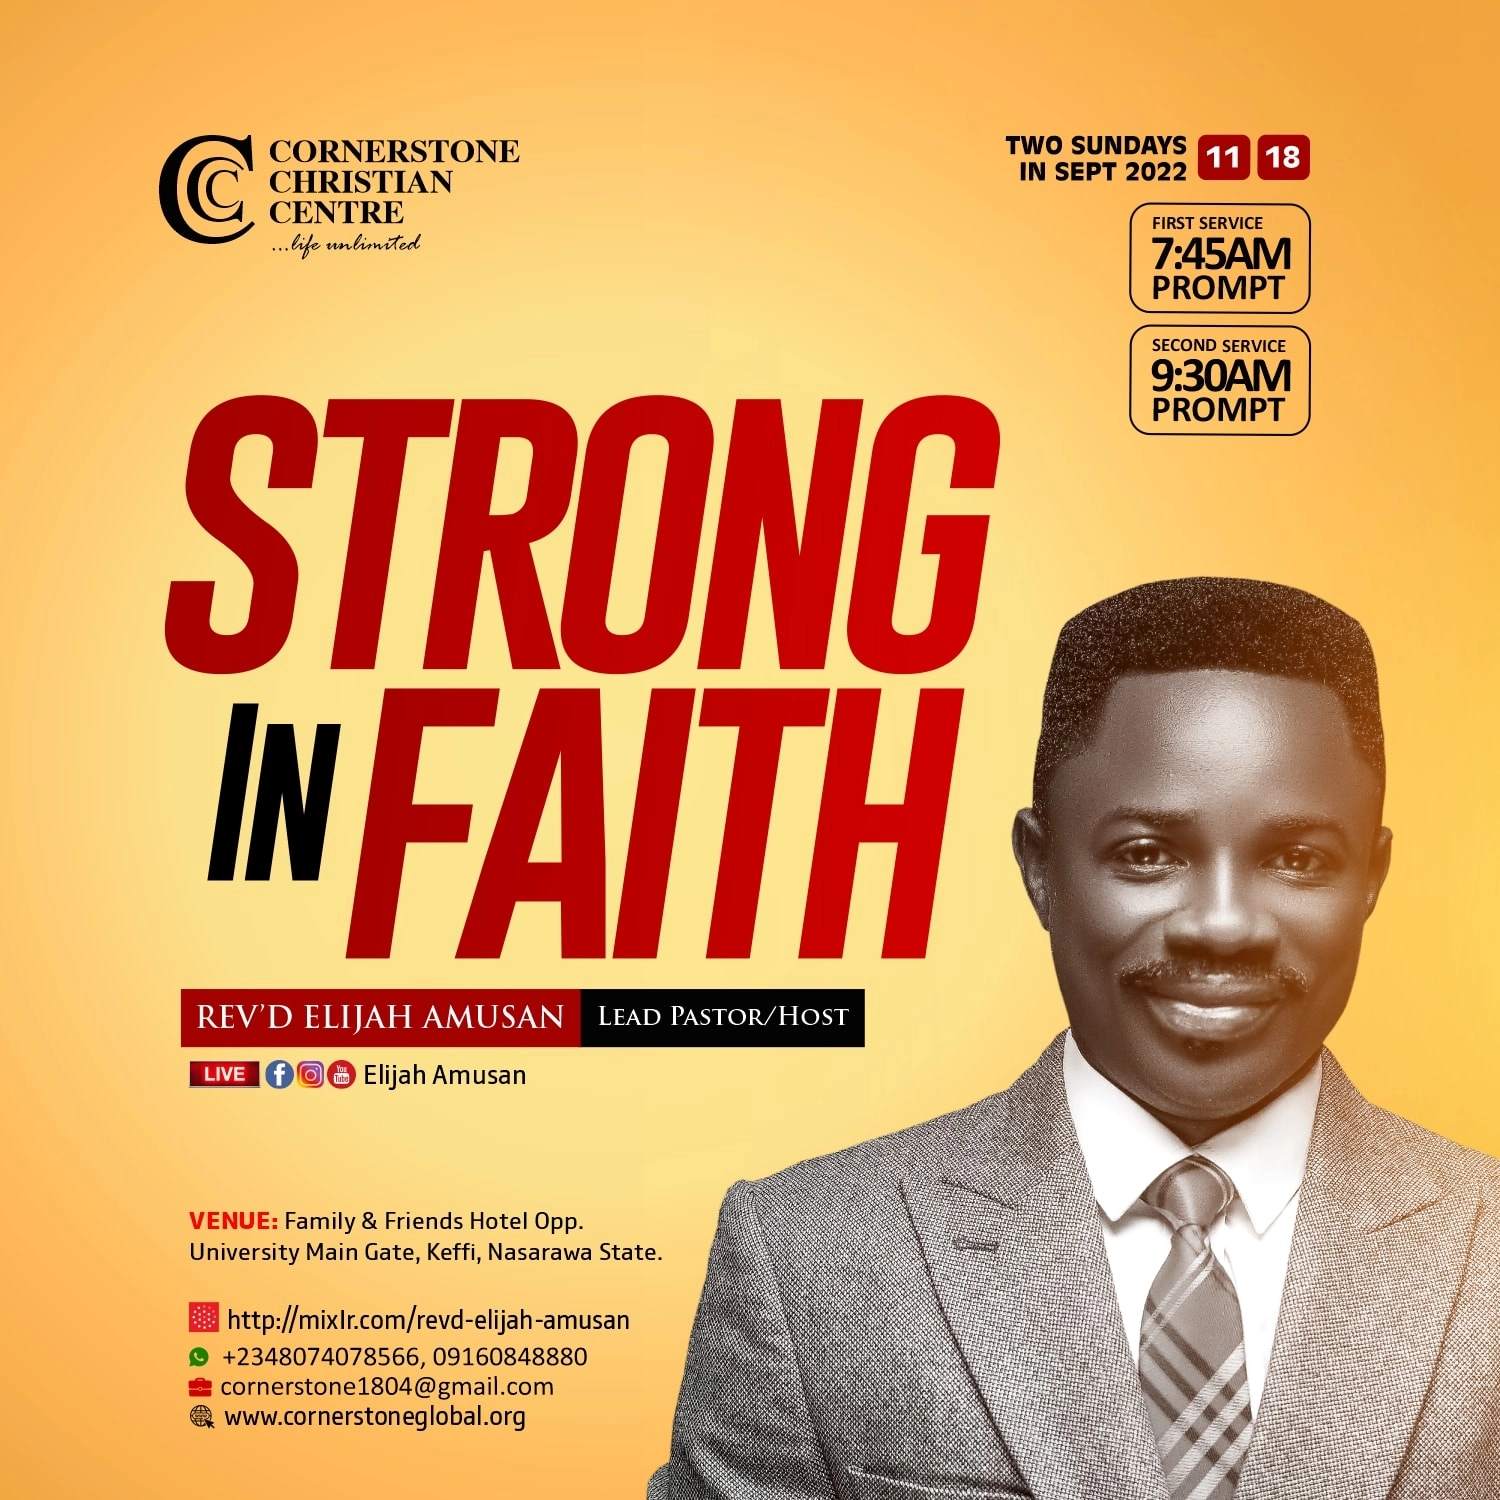 CORNERSTONE
CHRISTIAN
CENTRE
...life unlimited
TWO SUNDAYS
IN SEPT 2022
11 18
FIRST SERVICE
7:45AM
PROMPT
SECOND SERVICE
9:30AM
PROMPT
STRONG
IN FAITH
REV'D ELIJAH AMUSAN LEAD PASTOR/HOST
LIVE You Tube Elijah Amusan
VENUE: Family & Friends Hotel Opp.
University Main Gate, Keffi, Nasarawa State.
http://mixlr.com/revd-elijah-amusan
+2348074078566, 09160848880
cornerstone1804@gmail.com
www.cornerstoneglobal.org